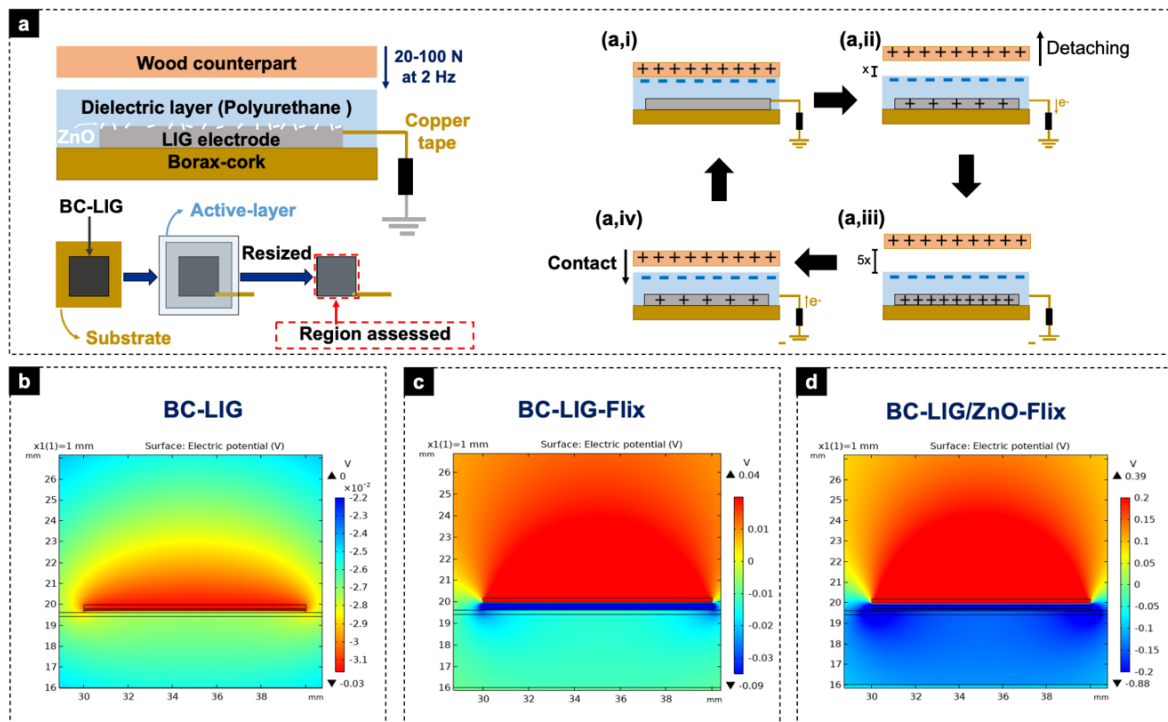 a
Wood counterpart
20-100 N
at 2 Hz
Dielectric layer (Polyurethane )
ZnO
LIG electrode
Copper
tape
Borax-cork
BC-LIG
Active-layer
Resized
Substrate
Region assessed
(a,i)
+ + + + + + + + +
(a,ii)
+ + + + + + + + +
Detaching
x
+ + + + +
e-
(a,iv)
Contact
+ + + + + + + + +
+ + + + +
e-
-
(a,iii)
+ + + + + + + + +
5x
+++++++++
-
b
BC-LIG
x1(1)=1 mm Surface: Electric potential (V)
mm
V
0
×10⁻²
26
25
24
23
22
21
20
19
18
17
16
30 32 34 36 38 40 mm
-2.2
-2.3
-2.4
-2.5
-2.6
-2.7
-2.8
-2.9
-3
-3.1
-0.03
c
BC-LIG-Flix
x1(1)=1 mm Surface: Electric potential (V)
mm
V
0.04
26
25
24
23
22
21
20
19
18
17
16
30 32 34 36 38 40 mm
0.01
0
-0.01
-0.03
-0.09
d
BC-LIG/ZnO-Flix
x1(1)=1 mm Surface: Electric potential (V)
mm
V
0.39
26
25
24
23
22
21
20
19
18
17
16
30 32 34 36 38 40 mm
0.2
0.15
0.1
0.05
0
-0.05
-0.1
-0.15
-0.2
-0.88